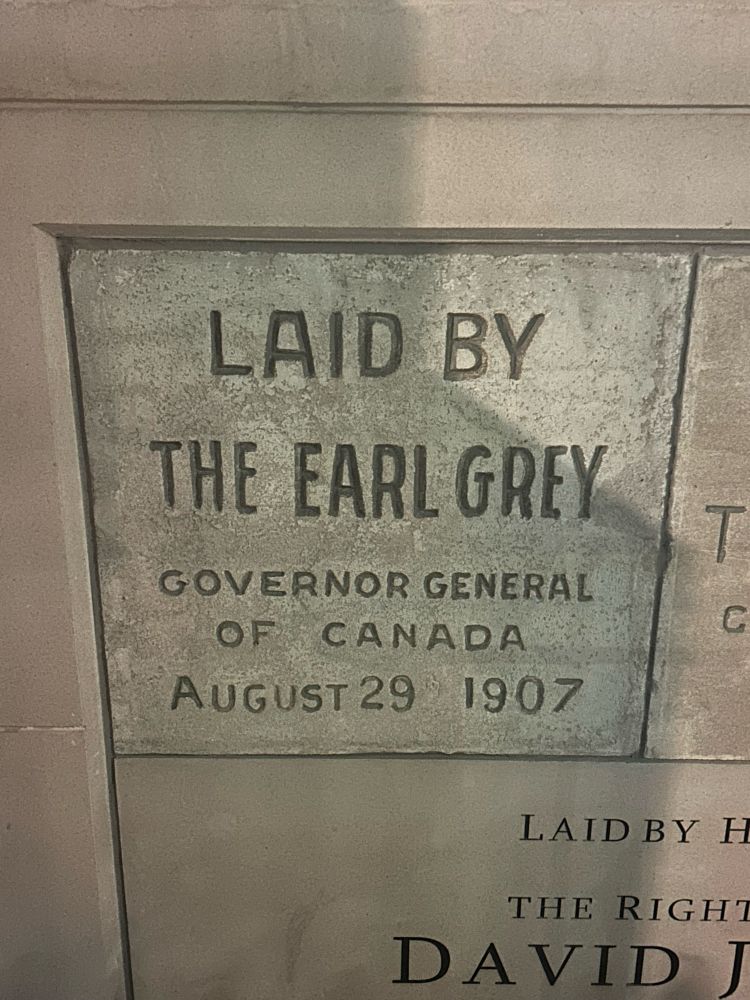 LAID BY
THE EARL GREY
GOVERNOR GENERAL
OF CANADA
AUGUST 29 1907
T
G
LAID BY H
THE RIGHT
DAVID J